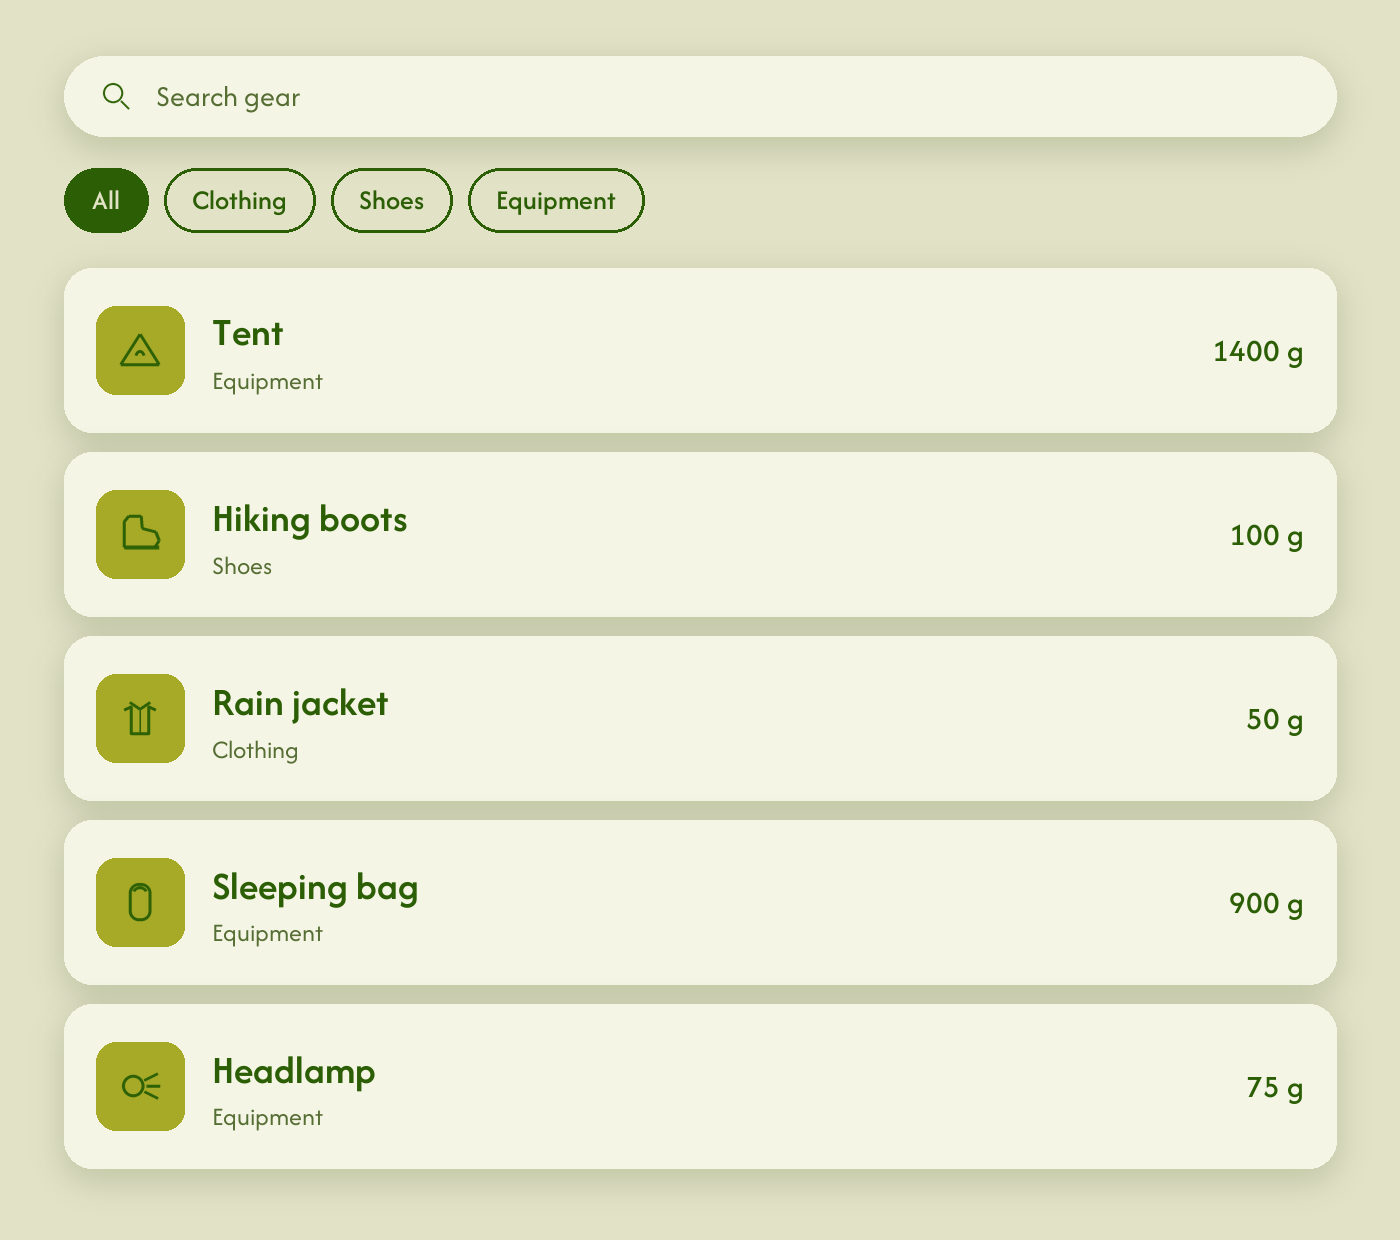 Search gear
All
Clothing
Shoes
Equipment
Tent
Equipment
1400 g
Hiking boots
Shoes
100 g
Rain jacket
Clothing
50 g
Sleeping bag
Equipment
900 g
Headlamp
Equipment
75 g